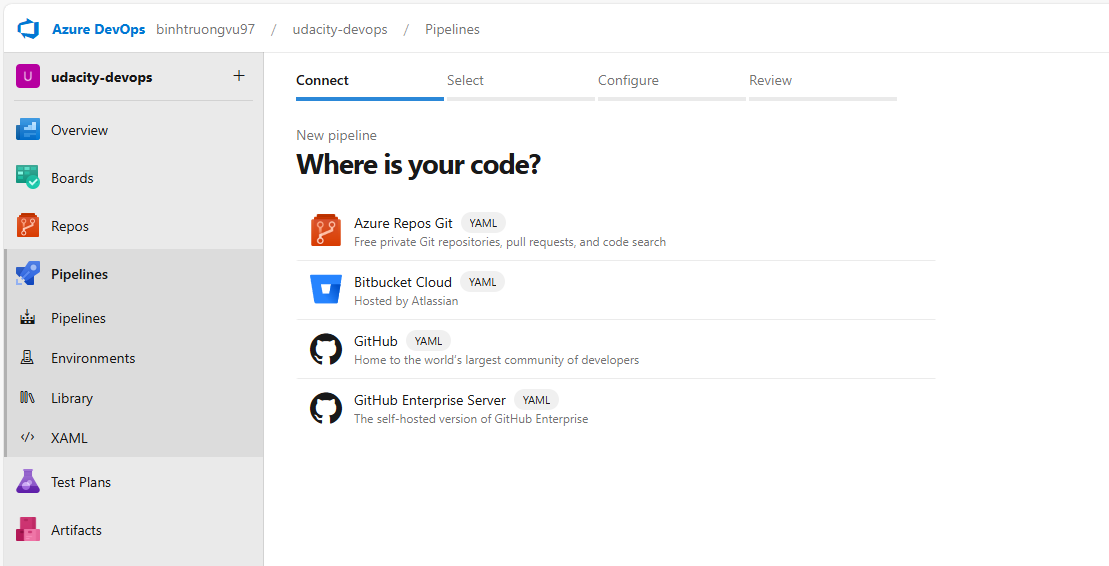 Azure DevOps binhtruongvu97 / udacity-devops / Pipelines
U udacity-devops +
Overview
Boards
Repos
Pipelines
Pipelines
Environments
Library
XAML
Test Plans
Artifacts
Connect Select Configure Review
New pipeline
Where is your code?
Azure Repos Git YAML
Free private Git repositories, pull requests, and code search
Bitbucket Cloud YAML
Hosted by Atlassian
GitHub YAML
Home to the world's largest community of developers
GitHub Enterprise Server YAML
The self-hosted version of GitHub Enterprise